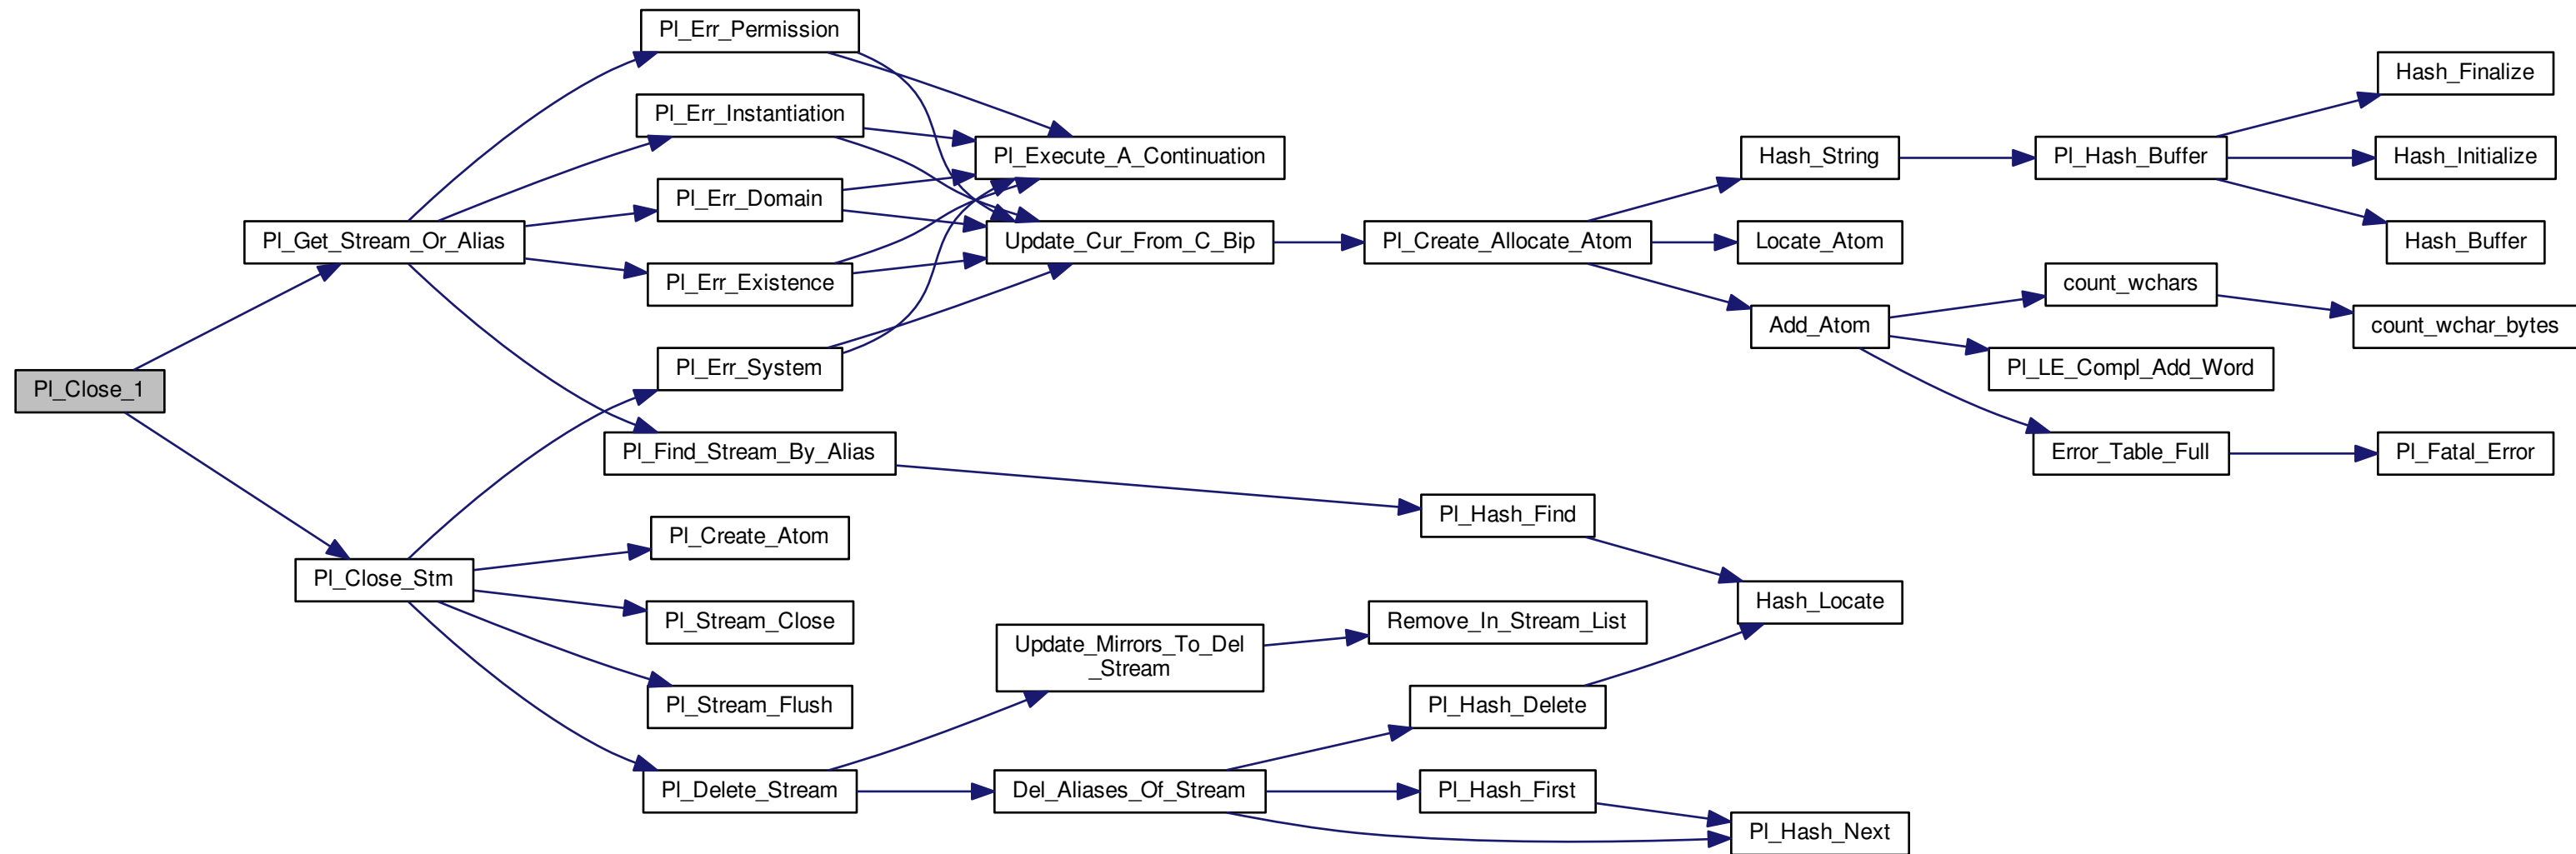 Pl_Close_1
Pl_Get_Stream_Or_Alias
Pl_Close_Stm
Pl_Err_Permission
Pl_Err_Instantiation
Pl_Err_Domain
Pl_Err_Existence
Pl_Err_System
Pl_Find_Stream_By_Alias
Pl_Create_Atom
Pl_Stream_Close
Pl_Stream_Flush
Pl_Delete_Stream
Pl_Execute_A_Continuation
Update_Cur_From_C_Bip
Update_Mirrors_To_Del
_Stream
Del_Aliases_Of_Stream
Pl_Create_Allocate_Atom
Pl_Hash_Find
Remove_In_Stream_List
Pl_Hash_Delete
Pl_Hash_First
Hash_String
Locate_Atom
Add_Atom
Hash_Locate
Pl_Hash_Next
Pl_Hash_Buffer
count_wchars
Pl_LE_Compl_Add_Word
Error_Table_Full
Hash_Finalize
Hash_Initialize
Hash_Buffer
count_wchar_bytes
Pl_Fatal_Error